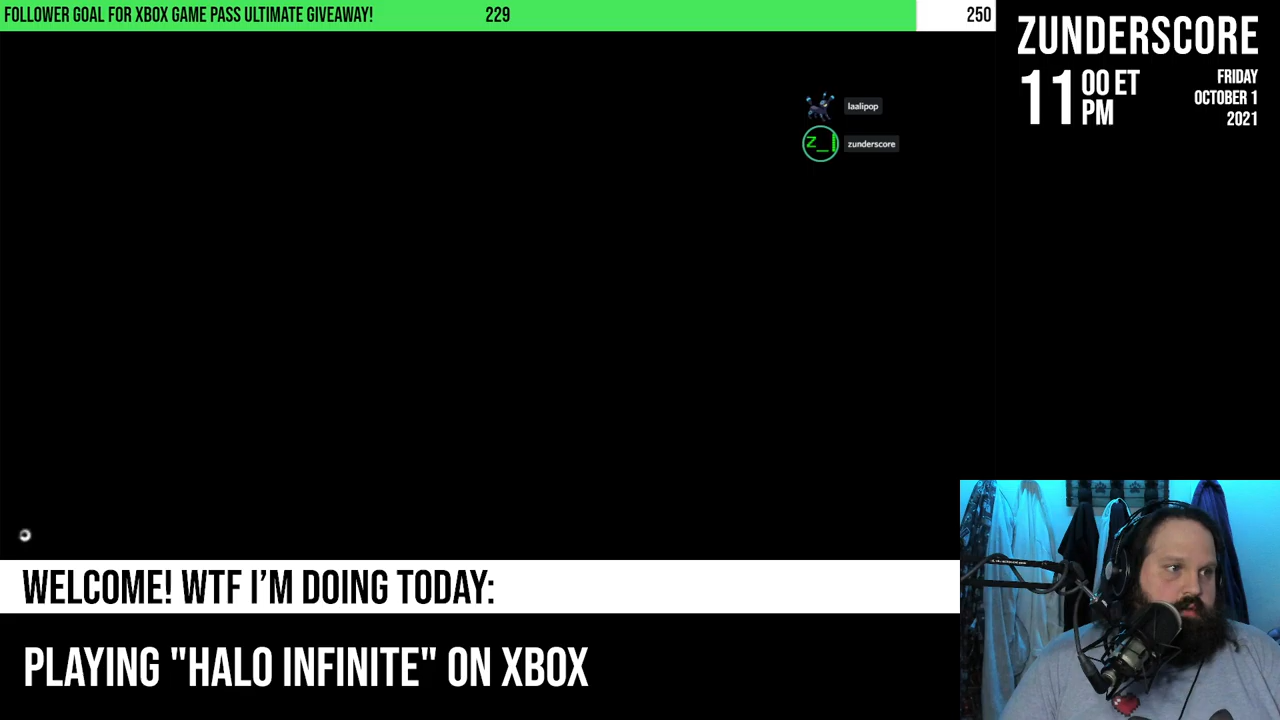 FOLLOWER GOAL FOR XBOX GAME PASS ULTIMATE GIVEAWAY! 229 250
ZUNDERSCORE
11 00 ET PM
FRIDAY
OCTOBER 1
2021
laalipop
Z_
zunderscore
WELCOME! WTF I'M DOING TODAY:
PLAYING "HALO INFINITE" ON XBOX